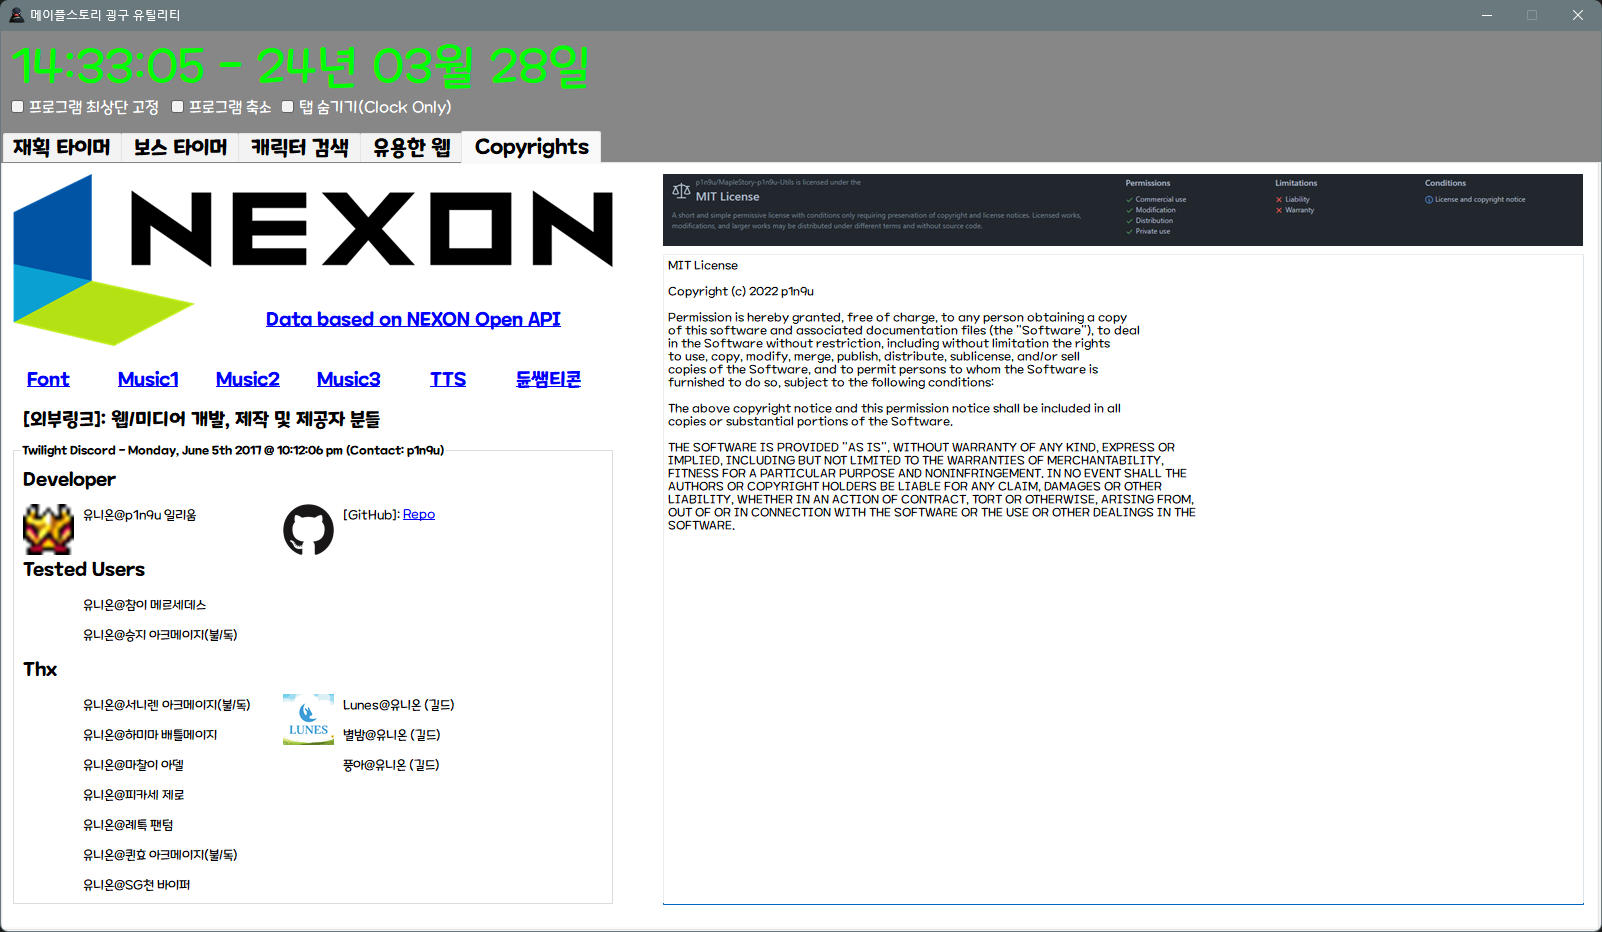 메이플스토리 굉구 유틸리티
14:33:05 - 24년 03월 28일
프로그램 최상단 고정 프로그램 축소 탭 숨기기(Clock Only)
재획 타이머 보스 타이머 캐릭터 검색 유용한 웹 Copyrights
NEXON
Data based on NEXON Open API
Font Music1 Music2 Music3 TTS 듄쌤티콘
[외부링크]: 웹/미디어 개발, 제작 및 제공자 분들
Twilight Discord - Monday, June 5th 2017 @ 10:12:06 pm (Contact: p1n9u)
Developer
유니온@p1n9u 일리움
[GitHub]: Repo
Tested Users
유니온@참이 메르세데스
유니온@승지 아크메이지(불/독)
Thx
유니온@서니렌 아크메이지(불/독)
유니온@하미마 배틀메이지
유니온@마찰이 아델
유니온@피카세 제로
유니온@레톡 팬텀
유니온@퀸효 아크메이지(불/독)
유니온@SG천 바이퍼
LUNES
Lunes@유니온 (길드)
별밤@유니온 (길드)
풍아@유니온 (길드)
p1n9u/MapleStory-p1n9u-Utils is licensed under the
MIT License
A short and simple permissive license with conditions only requiring preservation of copyright and license notices. Licensed works,
modifications, and larger works may be distributed under different terms and without source code.
Permissions
Commercial use
Modification
Distribution
Private use
Limitations
Liability
Warranty
Conditions
License and copyright notice
MIT License
Copyright (c) 2022 p1n9u
Permission is hereby granted, free of charge, to any person obtaining a copy
of this software and associated documentation files (the "Software"), to deal
in the Software without restriction, including without limitation the rights
to use, copy, modify, merge, publish, distribute, sublicense, and/or sell
copies of the Software, and to permit persons to whom the Software is
furnished to do so, subject to the following conditions:
The above copyright notice and this permission notice shall be included in all
copies or substantial portions of the Software.
THE SOFTWARE IS PROVIDED "AS IS", WITHOUT WARRANTY OF ANY KIND, EXPRESS OR
IMPLIED, INCLUDING BUT NOT LIMITED TO THE WARRANTIES OF MERCHANTABILITY,
FITNESS FOR A PARTICULAR PURPOSE AND NONINFRINGEMENT. IN NO EVENT SHALL THE
AUTHORS OR COPYRIGHT HOLDERS BE LIABLE FOR ANY CLAIM, DAMAGES OR OTHER
LIABILITY, WHETHER IN AN ACTION OF CONTRACT, TORT OR OTHERWISE, ARISING FROM,
OUT OF OR IN CONNECTION WITH THE SOFTWARE OR THE USE OR OTHER DEALINGS IN THE
SOFTWARE.